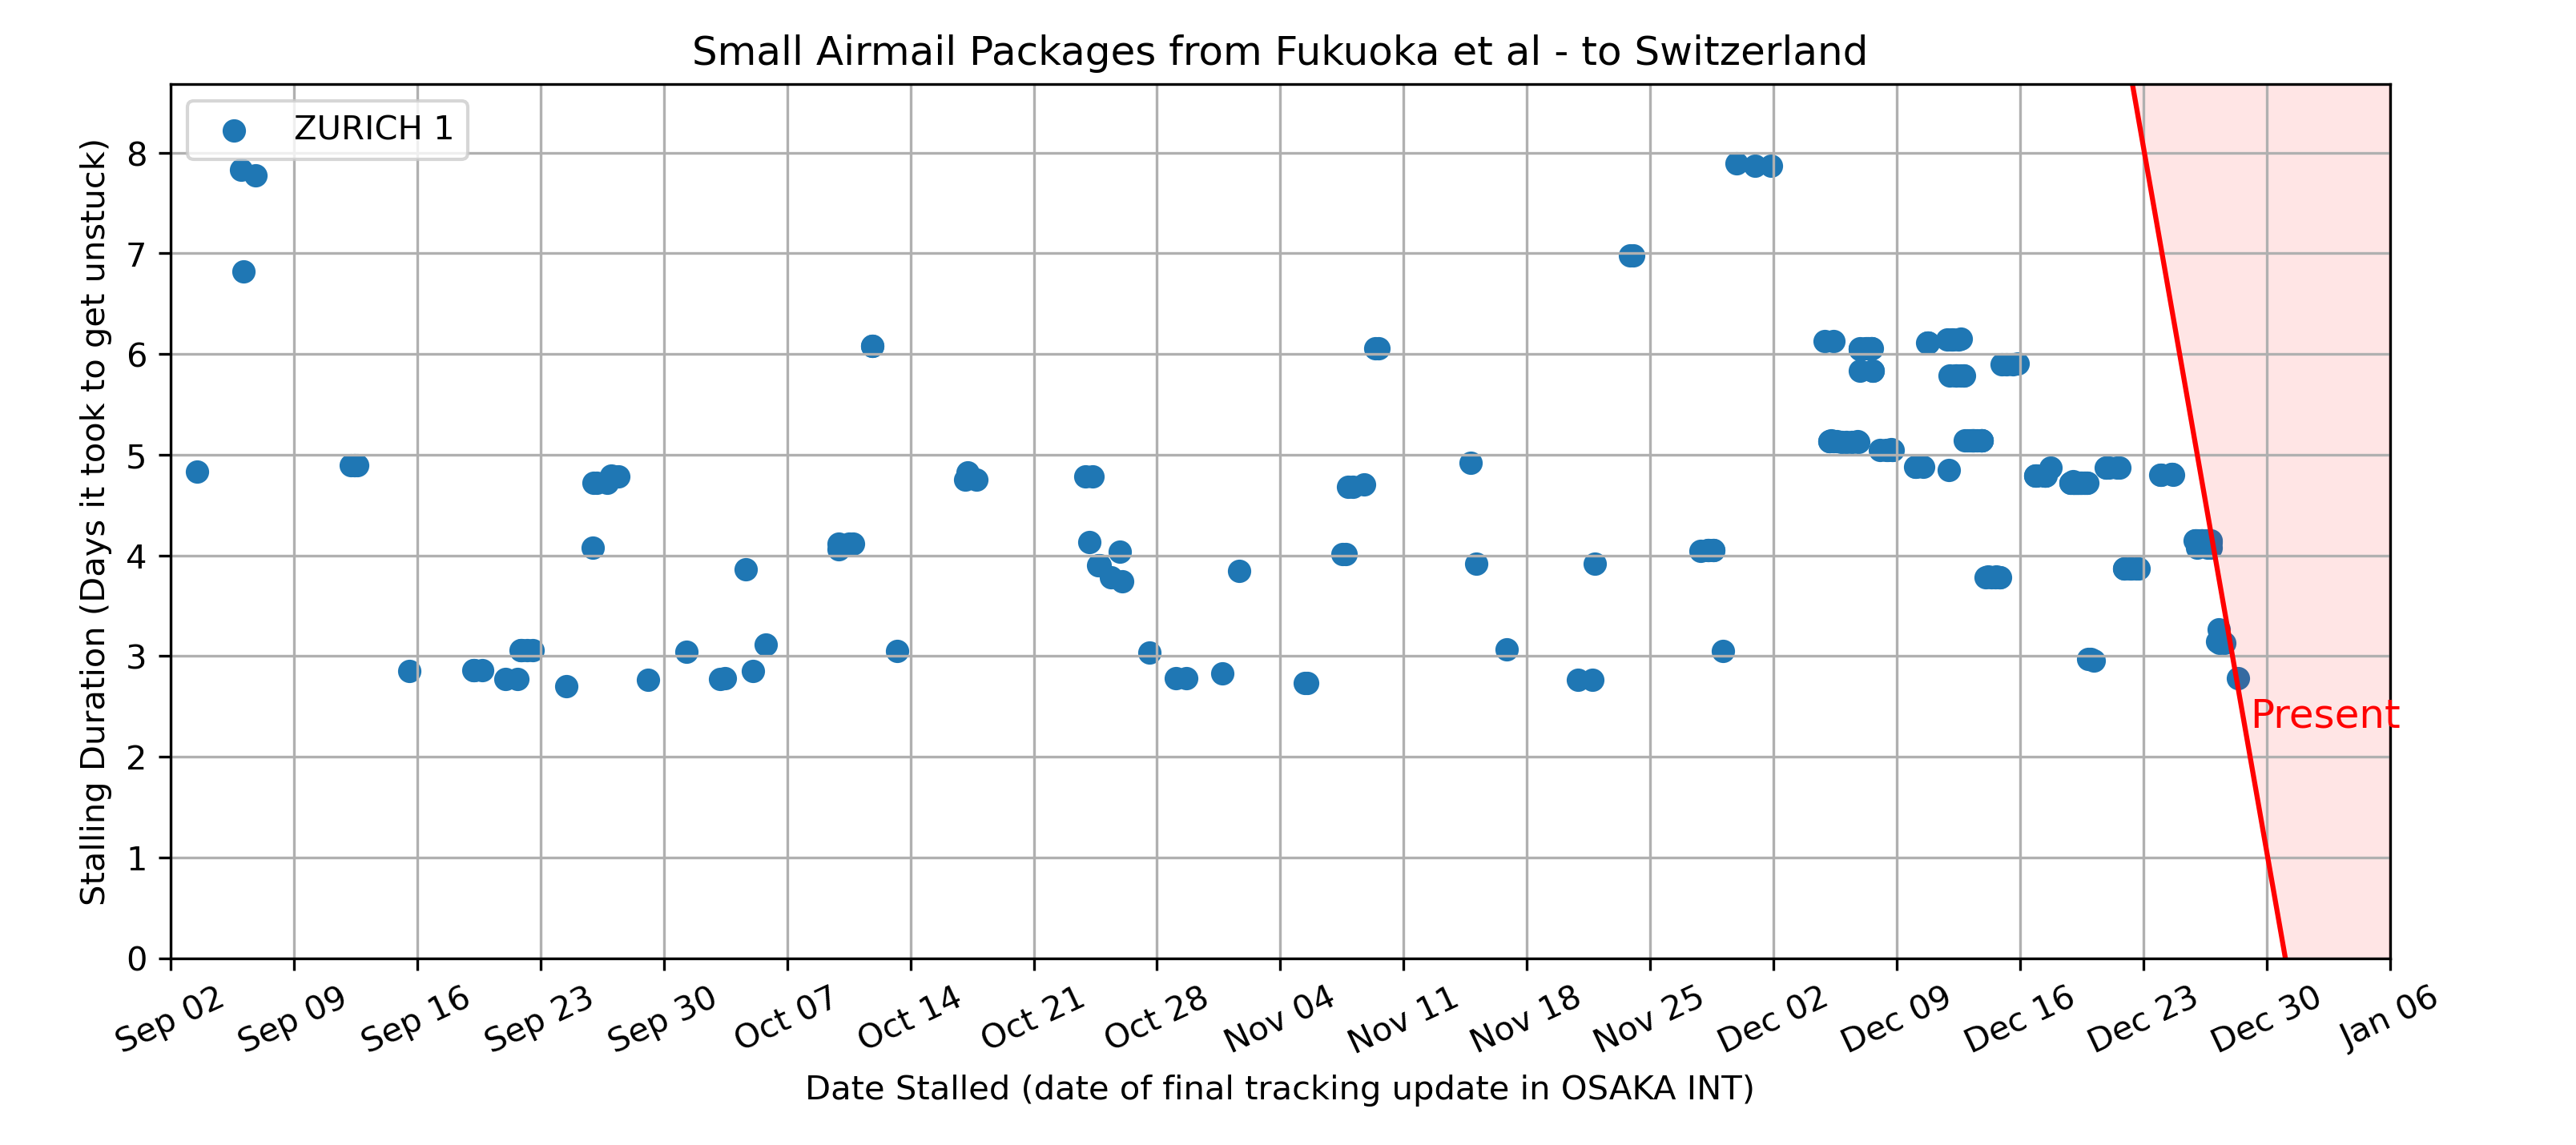 Small Airmail Packages from Fukuoka et al - to Switzerland
ZURICH 1
Stalling Duration (Days it took to get unstuck)
8
7
6
5
4
3
2
1
0
Present
Sep 02 Sep 09 Sep 16 Sep 23 Sep 30 Oct 07 Oct 14 Oct 21 Oct 28 Nov 04 Nov 11 Nov 18 Nov 25 Dec 02 Dec 09 Dec 16 Dec 23 Dec 30 Jan 06
Date Stalled (date of final tracking update in OSAKA INT)